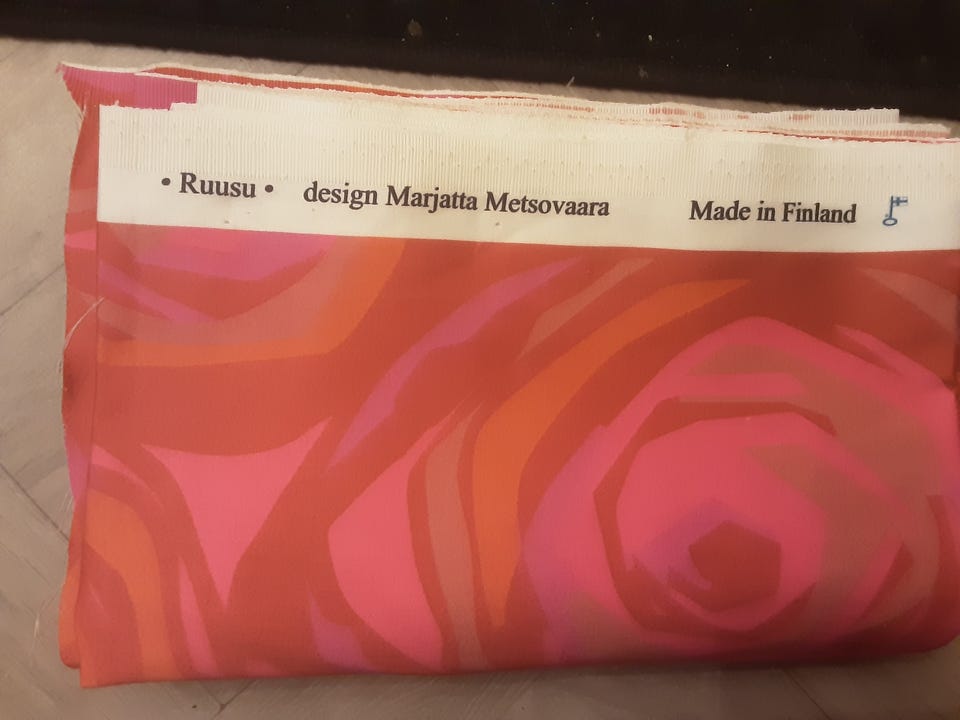 • Ruusu • design Marjatta Metsovaara Made in Finland